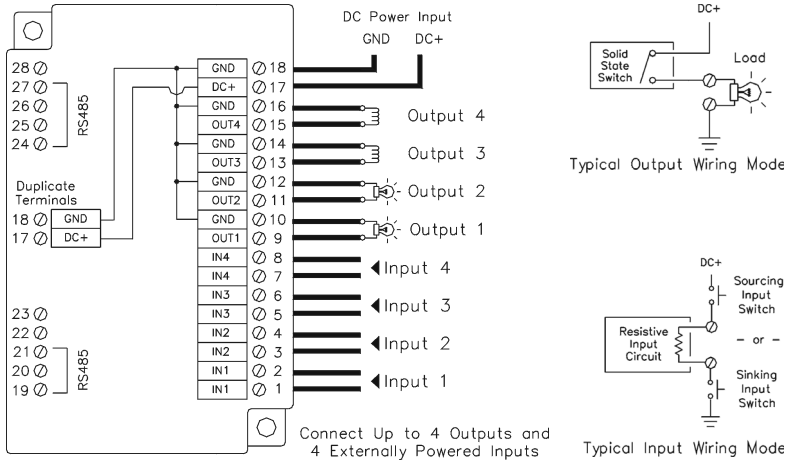 DC Power Input
GND DC+
28
27
26
25
24
RS485
Duplicate
Terminals
18 GND
17 DC+
23
22
21
20
19
RS485
GND 18
DC+ 17
GND 16
OUT4 15
GND 14
OUT3 13
GND 12
OUT2 11
GND 10
OUT1 9
IN4 8
IN4 7
IN3 6
IN3 5
IN2 4
IN2 3
IN1 2
IN1 1
Output 4
Output 3
Output 2
Output 1
Input 4
Input 3
Input 2
Input 1
Connect Up to 4 Outputs and
4 Externally Powered Inputs
DC+
Solid
State
Switch
Load
Typical Output Wiring Mode
DC+
Sourcing
Input
Switch
Resistive
Input
Circuit
- or -
Sinking
Input
Switch
Typical Input Wiring Mode